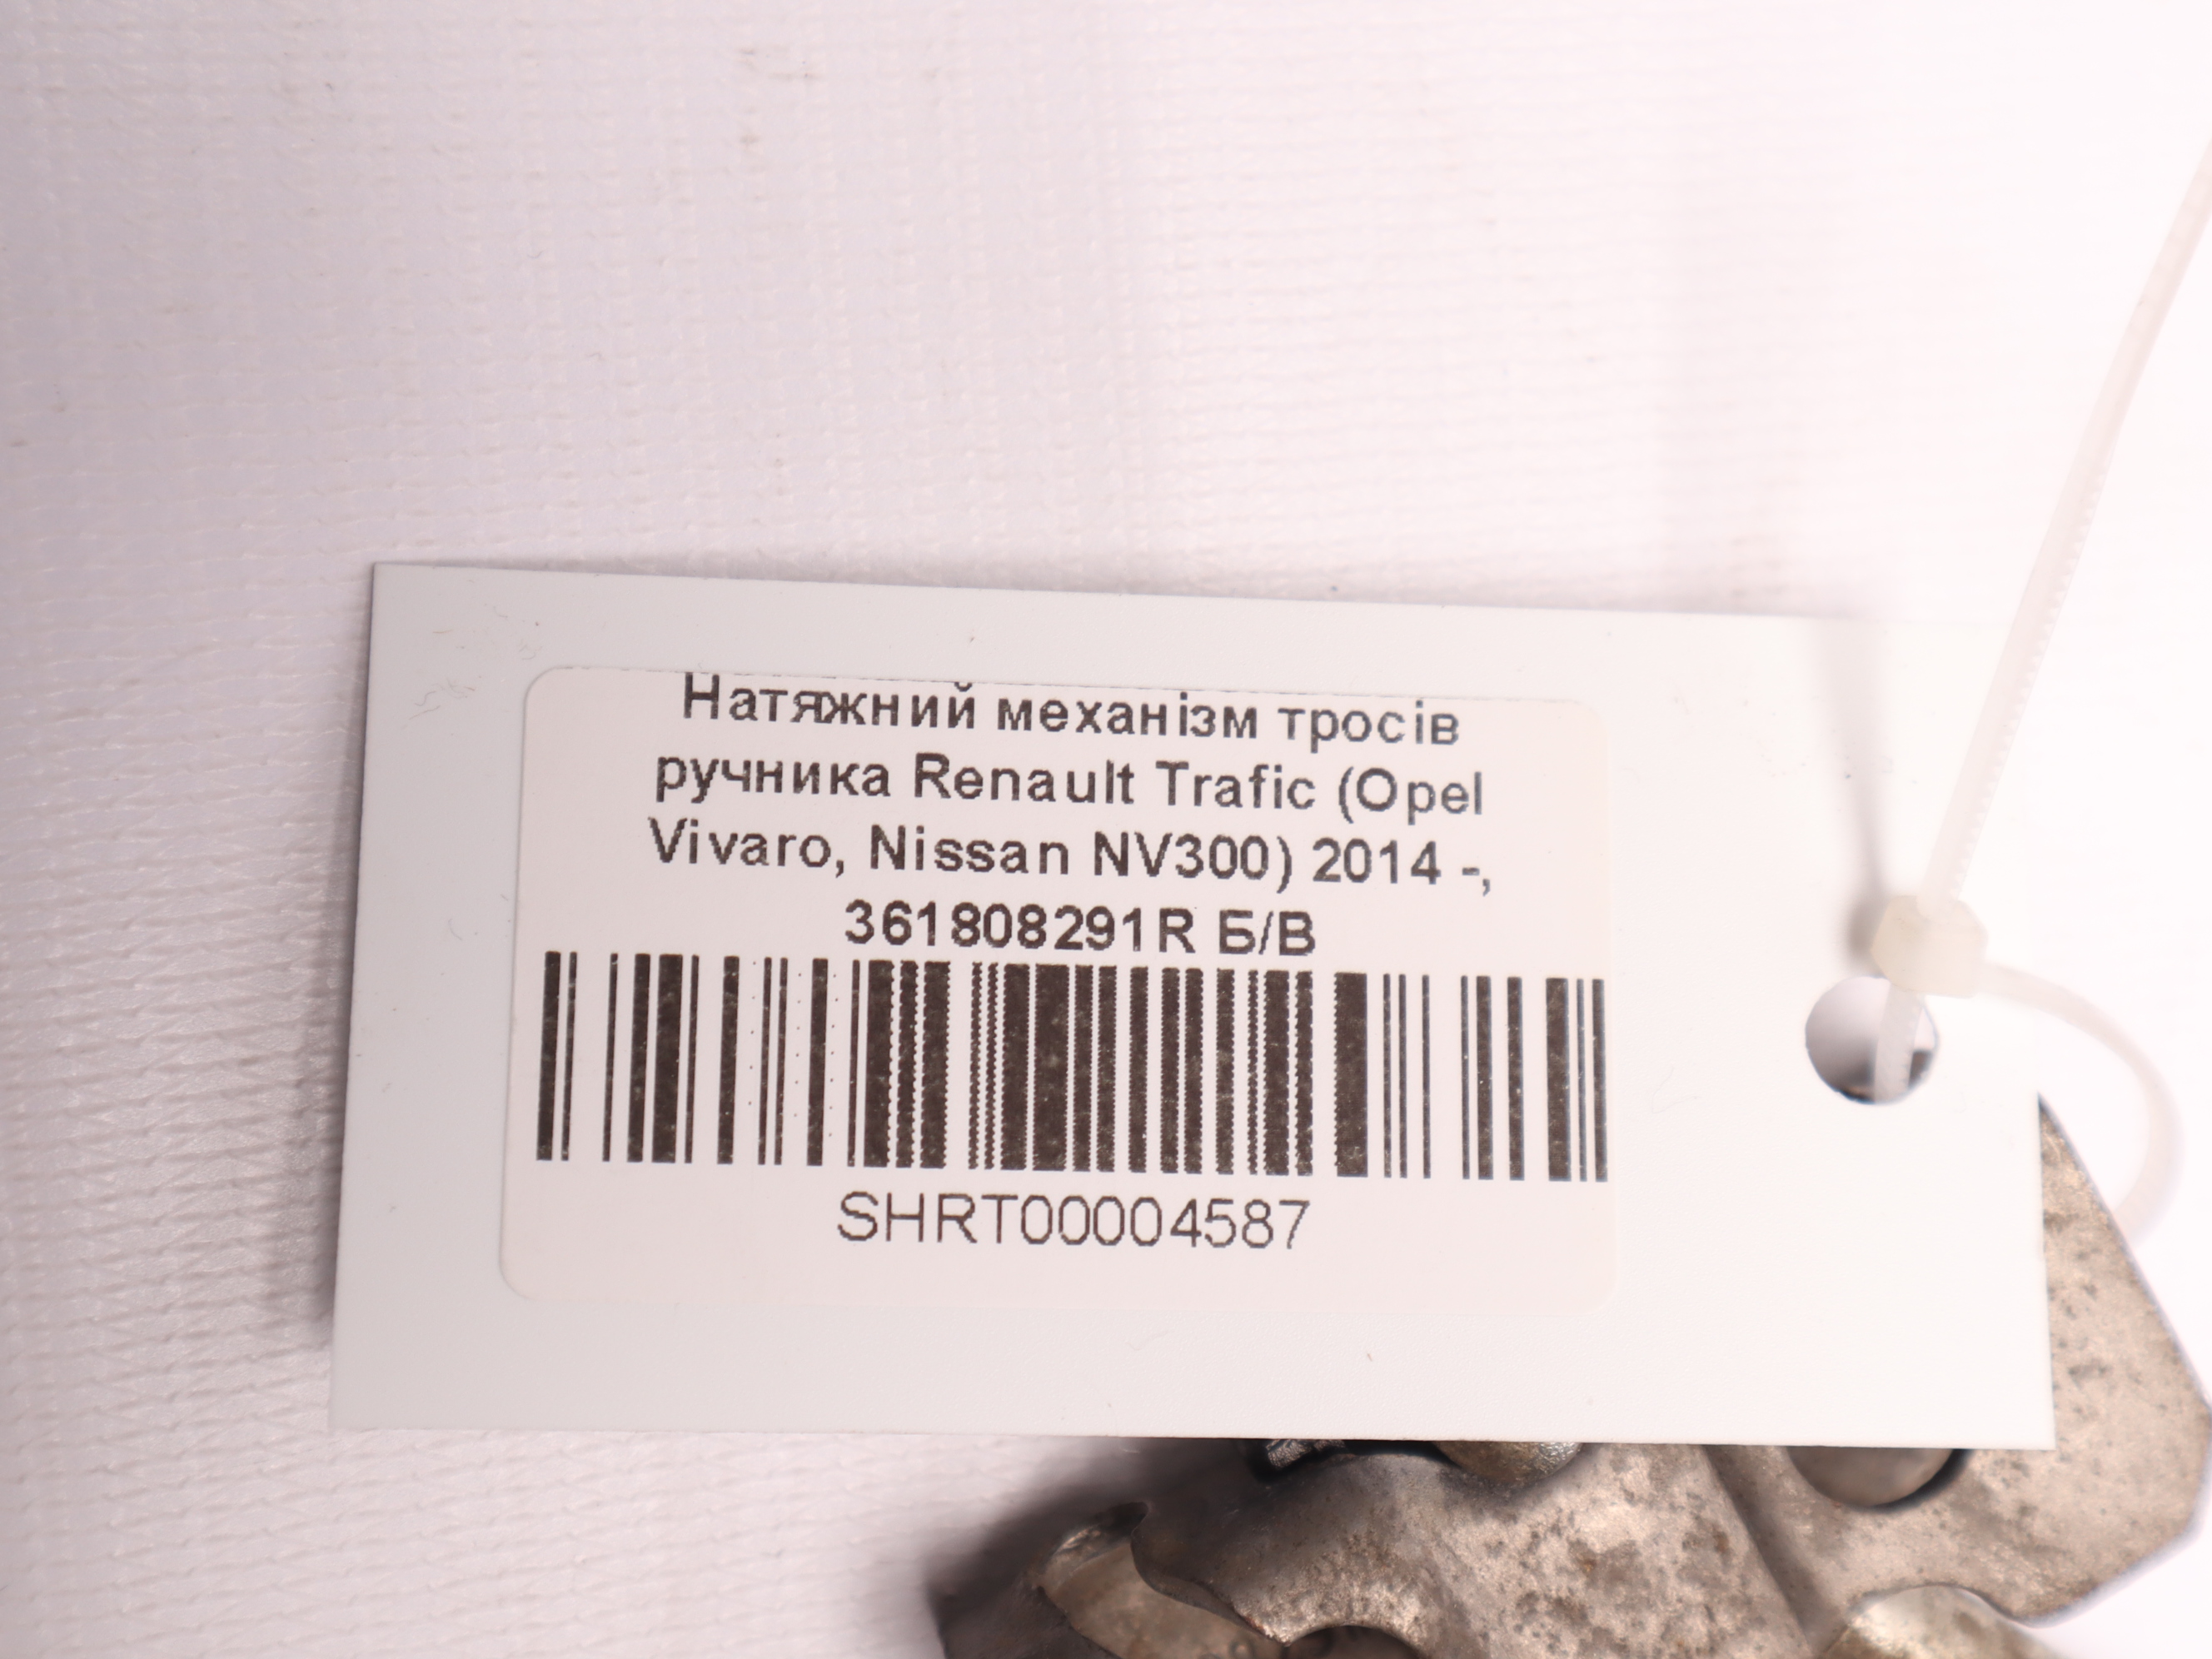 Натяжний механізм тросів
ручника Renault Trafic (Opel
Vivaro, Nissan NV300) 2014 -,
361808291R Б/В
SHRT00004587